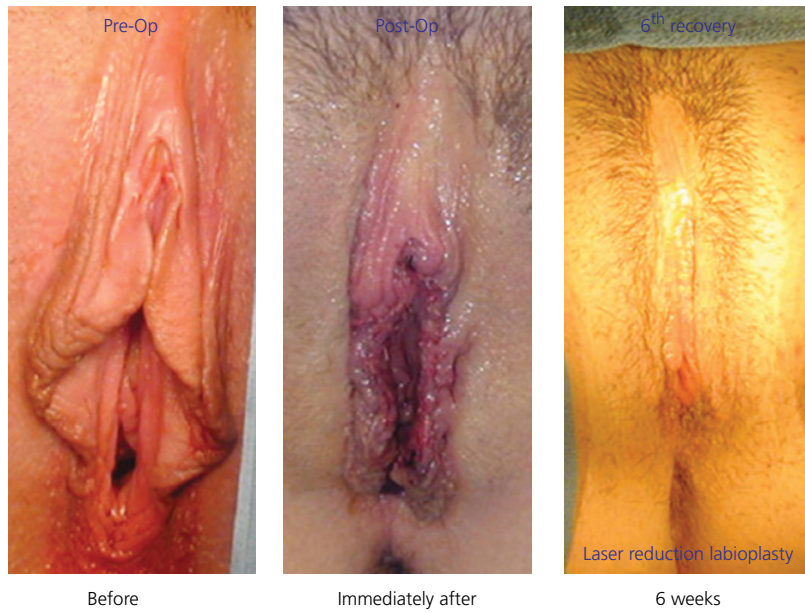 Pre-Op
Post-Op
6th recovery
Laser reduction labioplasty
Before
Immediately after
6 weeks